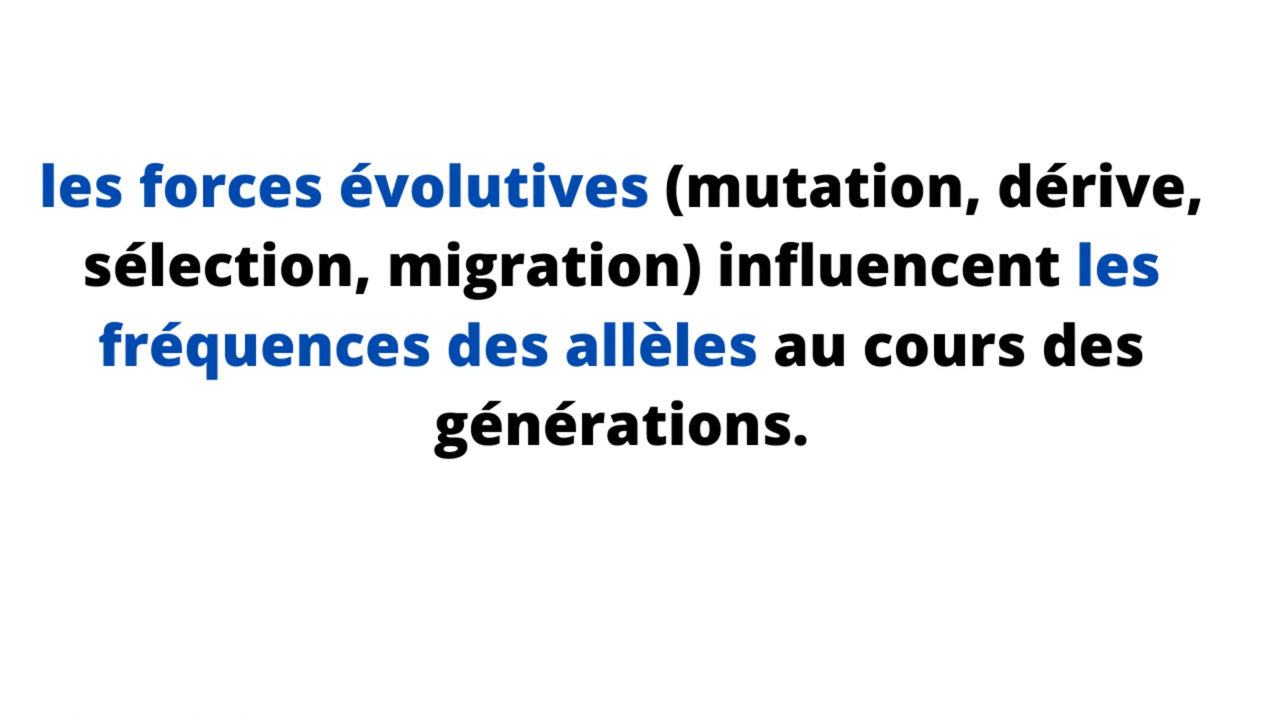 les forces évolutives (mutation, dérive,
sélection, migration) influencent les
fréquences des allèles au cours des
générations.